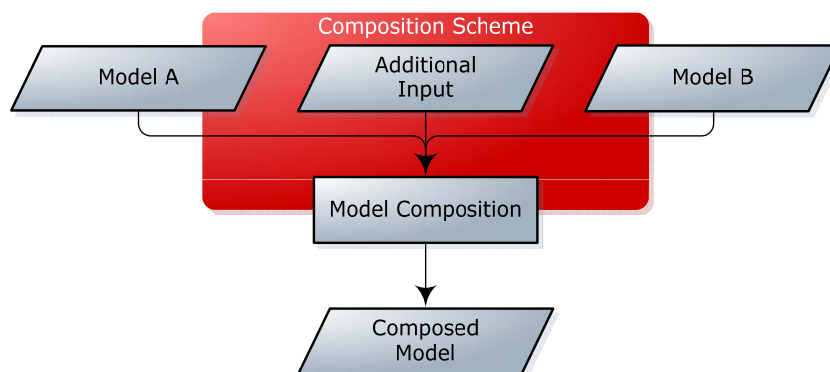 Composition Scheme
Model A
Additional
Input
Model B
Model Composition
Composed
Model